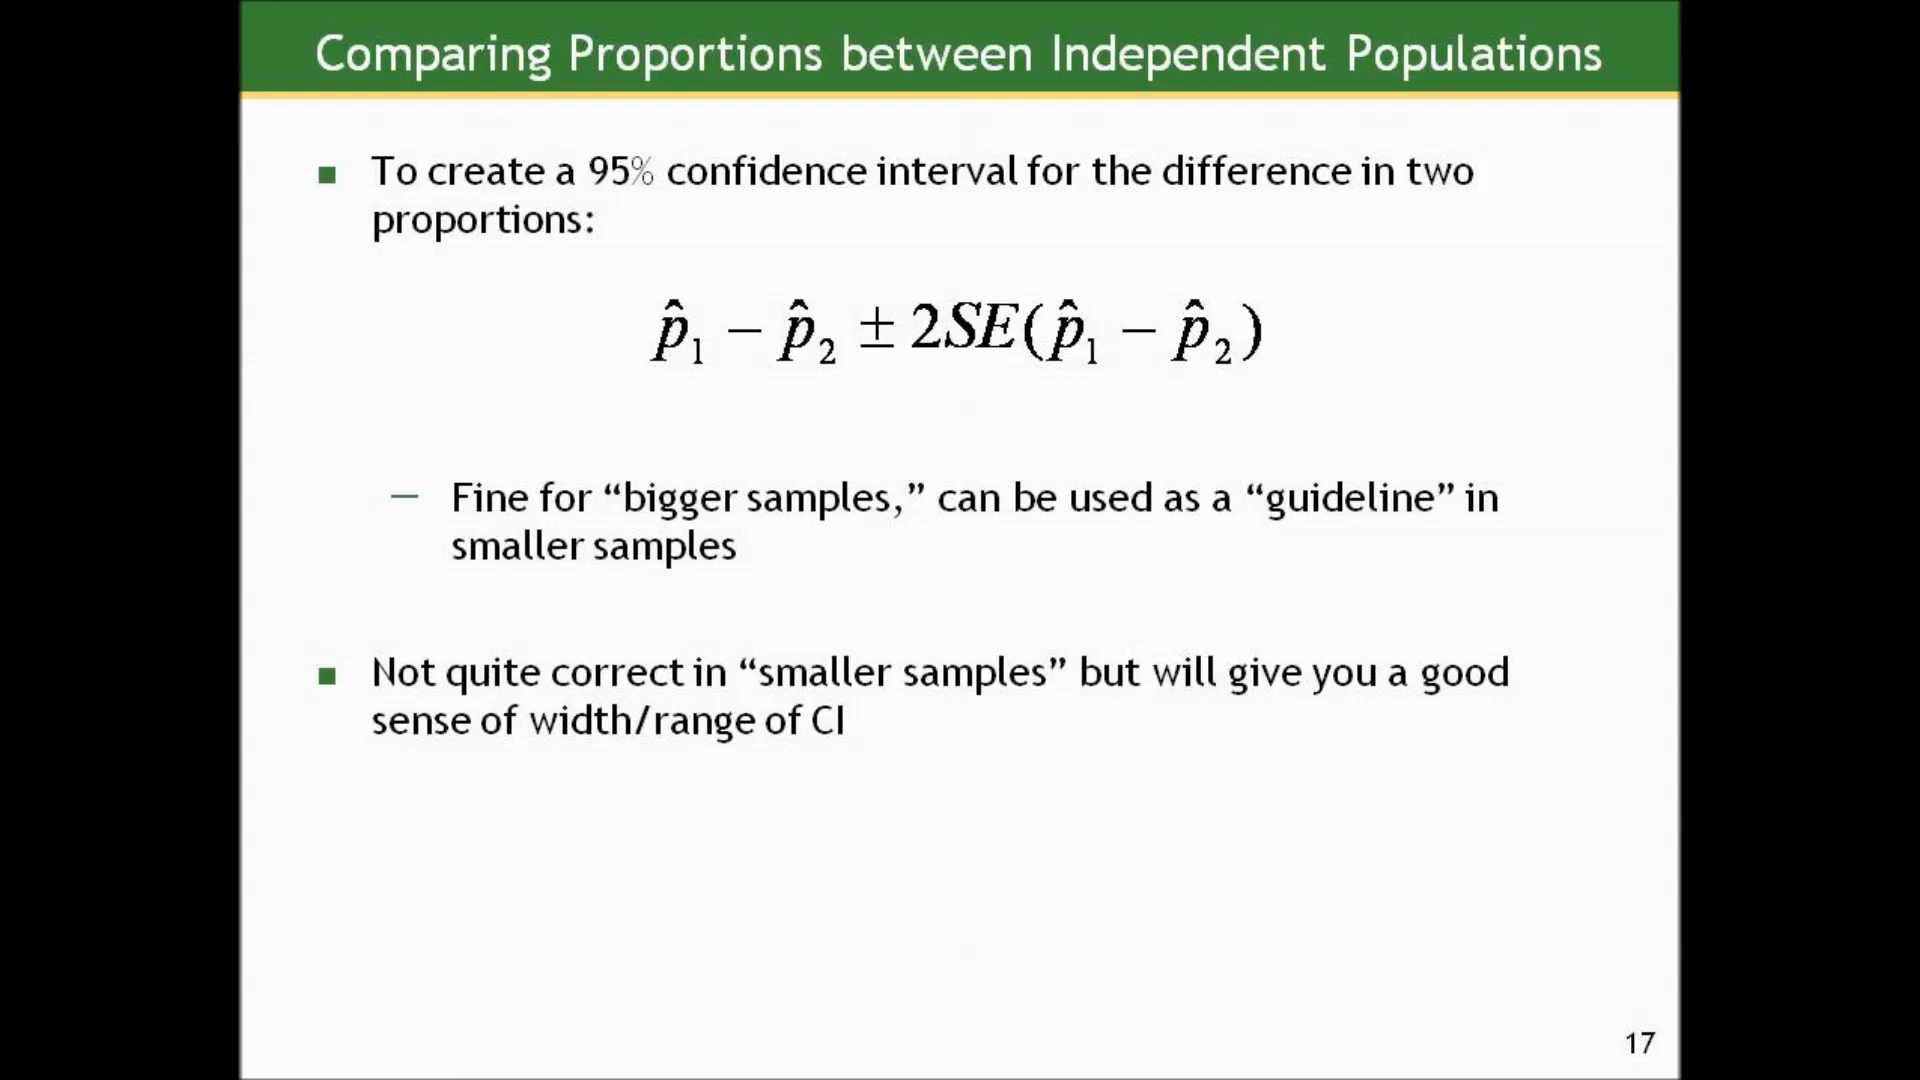 Comparing Proportions between Independent Populations
■ To create a 95% confidence interval for the difference in two
proportions:
p̂₁ − p̂₂ ± 2SE(p̂₁ − p̂₂)
— Fine for “bigger samples,” can be used as a “guideline” in
smaller samples
■ Not quite correct in “smaller samples” but will give you a good
sense of width/range of CI
17